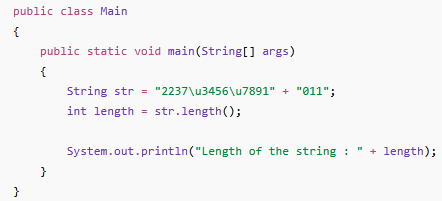 public class Main
{
    public static void main(String[] args)
    {
        String str = "2237\u3456\u7891" + "011";
        int length = str.length();

        System.out.println("Length of the string : " + length);
    }
}